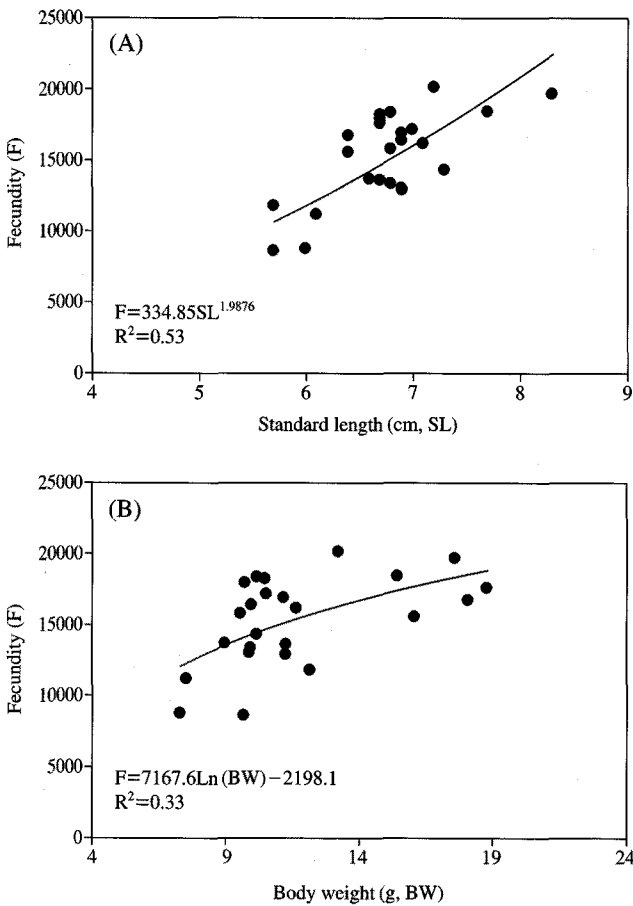 (A)
25000
20000
15000
10000
5000
0
Fecundity (F)
F=334.85SL^1.9876
R²=0.53
4 5 6 7 8 9
Standard length (cm, SL)
(B)
25000
20000
15000
10000
5000
0
Fecundity (F)
F=7167.6Ln(BW)−2198.1
R²=0.33
4 9 14 19 24
Body weight (g, BW)